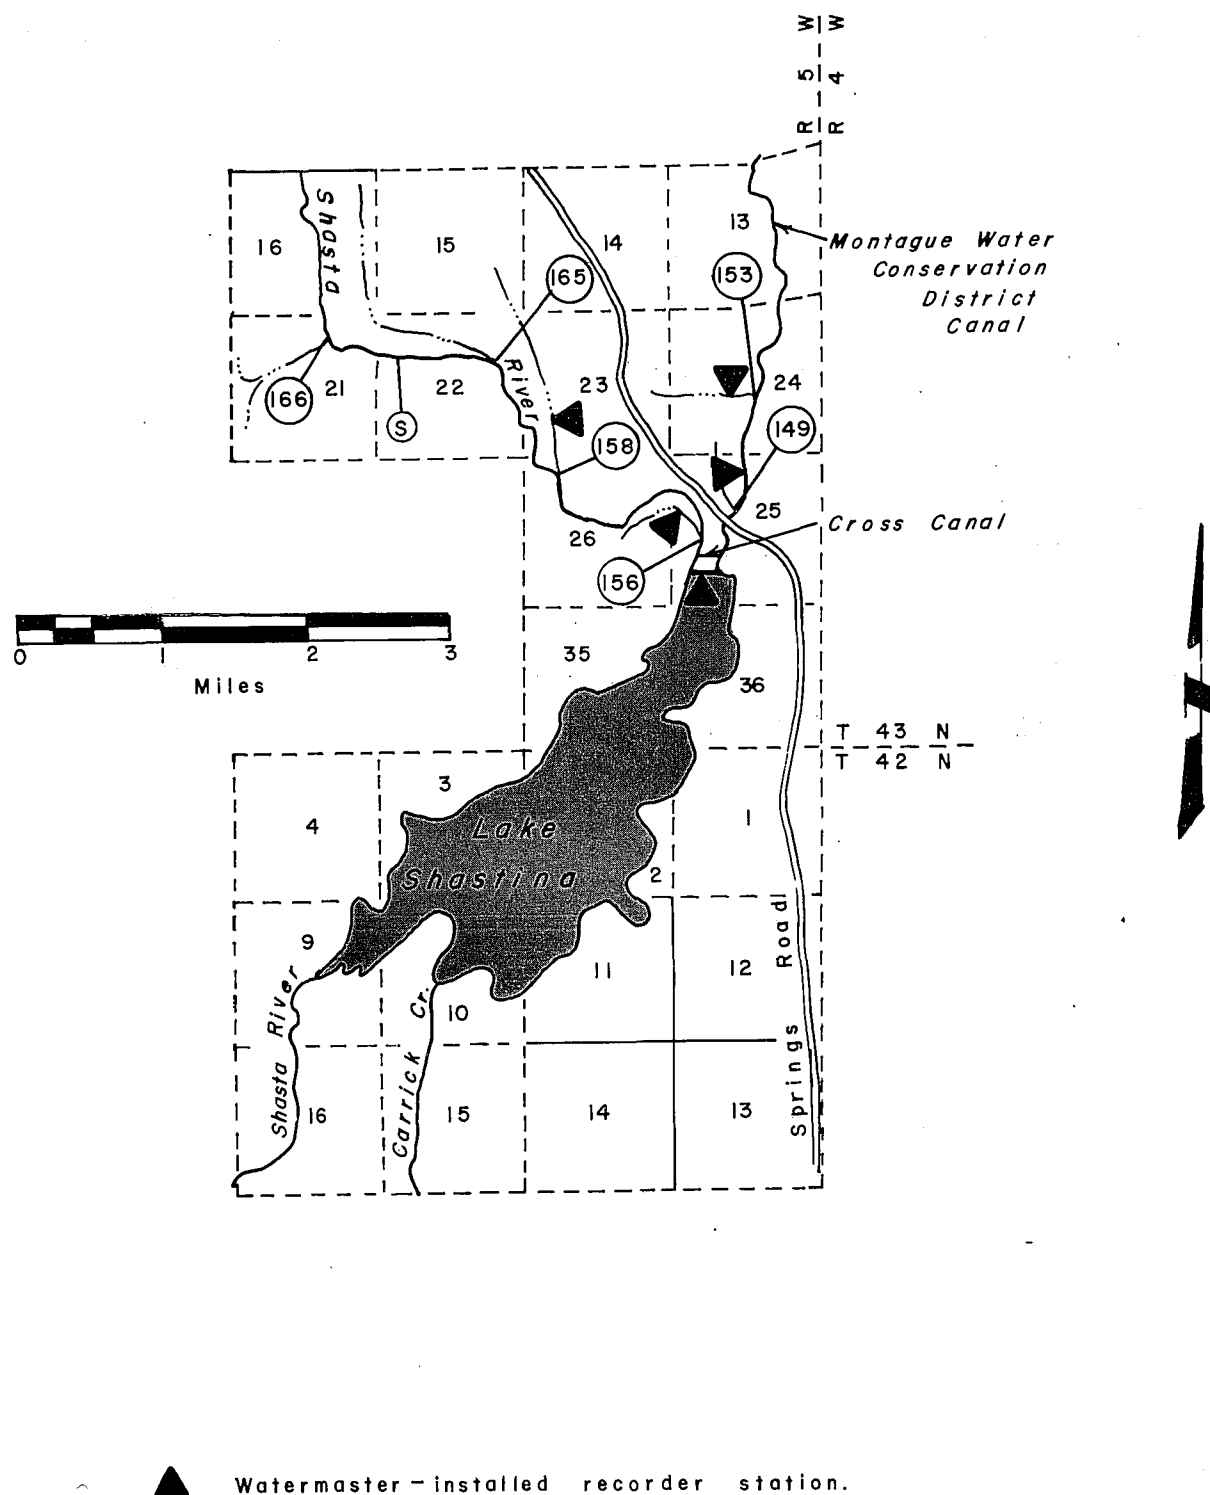 R 5 W
R 4 W
Shasta
16
15
14
13
Montague Water
Conservation
District
Canal
165
153
River
166
21
22
23
24
S
158
149
25
Cross Canal
26
156
0 1 2 3
Miles
35
36
T 43 N
T 42 N
3
4
1
Lake
Shastina
2
9
Shasta River
Carrick Cr.
10
11
12
Springs Road
16
15
14
13
Watermaster-installed recorder station.